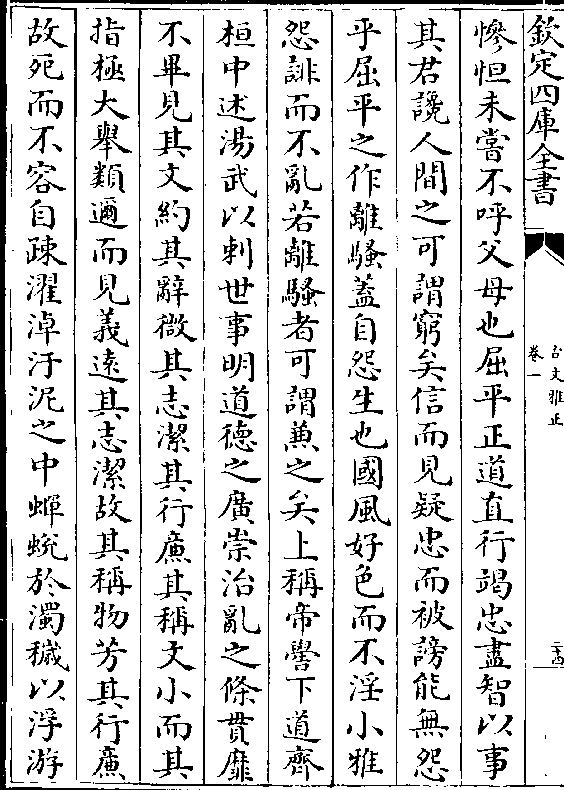 欽定四庫全書
古文雅正
卷一
二十四
慘怛未嘗不呼父母也屈平正道直行竭忠盡智以事
其君讒人間之可謂窮矣信而見疑忠而被謗能無怨
乎屈平之作離騷蓋自怨生也國風好色而不淫小雅
怨誹而不亂若離騷者可謂兼之矣上稱帝嚳下道齊
桓中述湯武以刺世事明道德之廣崇治亂之條貫靡
不畢見其文約其辭微其志潔其行廉其稱文小而其
指極大舉類邇而見義遠其志潔故其稱物芳其行廉
故死而不容自疎濯淖汙泥之中蟬蛻於濁穢以浮游